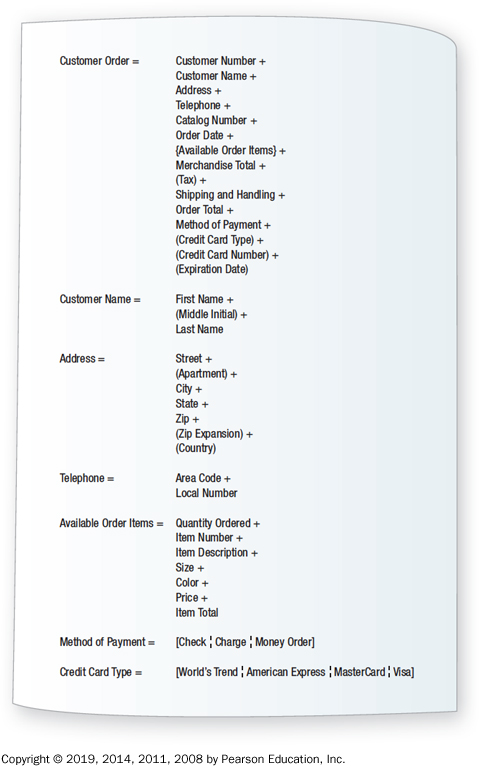 Customer Order = Customer Number +
Customer Name +
Address +
Telephone +
Catalog Number +
Order Date +
{Available Order Items} +
Merchandise Total +
(Tax) +
Shipping and Handling +
Order Total +
Method of Payment +
(Credit Card Type) +
(Credit Card Number) +
(Expiration Date)
Customer Name = First Name +
(Middle Initial) +
Last Name
Address = Street +
(Apartment) +
City +
State +
Zip +
(Zip Expansion) +
(Country)
Telephone = Area Code +
Local Number
Available Order Items = Quantity Ordered +
Item Number +
Item Description +
Size +
Color +
Price +
Item Total
Method of Payment = [Check ¦ Charge ¦ Money Order]
Credit Card Type = [World's Trend ¦ American Express ¦ MasterCard ¦ Visa]
Copyright © 2019, 2014, 2011, 2008 by Pearson Education, Inc.